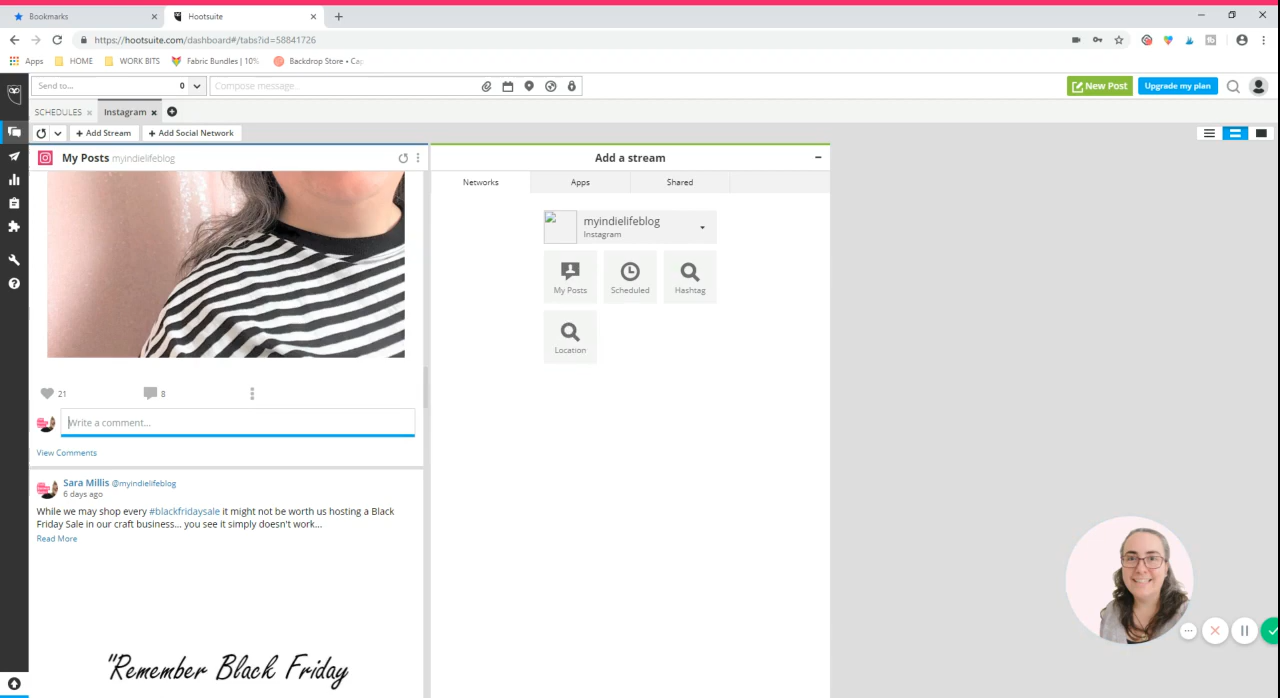 Bookmarks
Hootsuite
https://hootsuite.com/dashboard#/tabs?id=58841726
Apps HOME WORK BITS Fabric Bundles | 10% Backdrop Store • Ca
Send to... 0 Compose message... New Post Upgrade my plan
SCHEDULES Instagram
+ Add Stream + Add Social Network
My Posts myindielifeblog
21 8
Write a comment...
View Comments
Sara Millis @myindielifeblog
6 days ago
While we may shop every #blackfridaysale it might not be worth us hosting a Black
Friday Sale in our craft business... you see it simply doesn't work...
Read More
"Remember Black Friday
Add a stream
Networks Apps Shared
myindielifeblog
Instagram
My Posts Scheduled Hashtag
Location